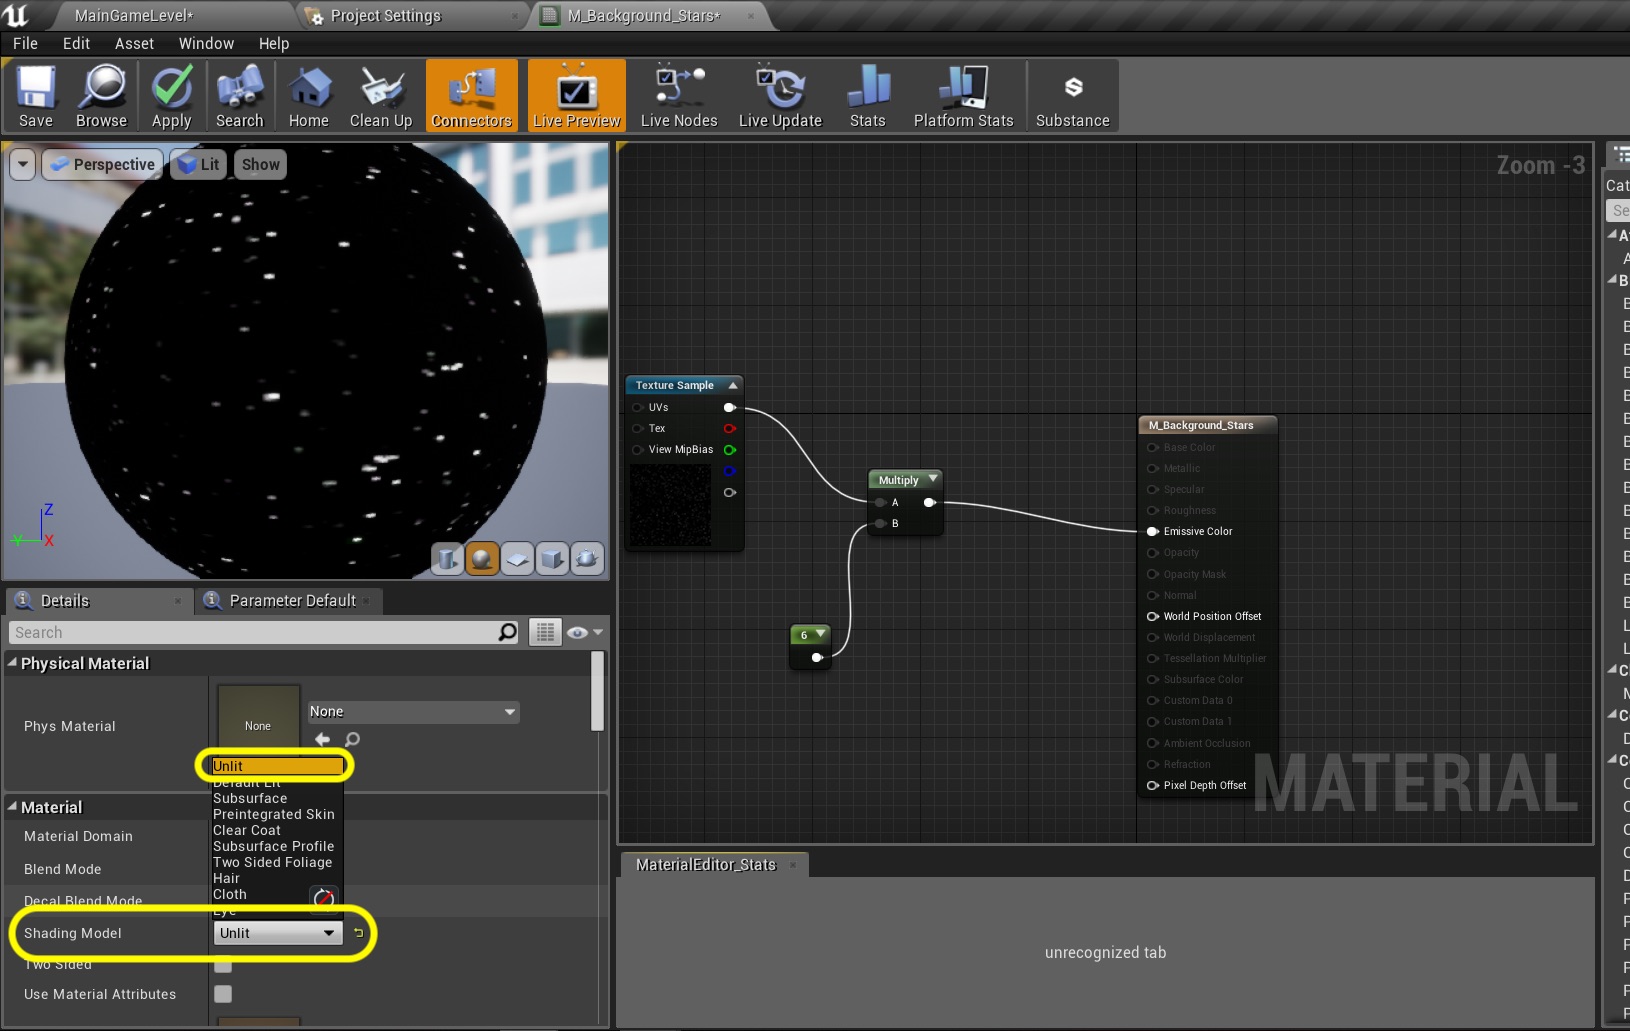 MainGameLevel*
Project Settings
M_Background_Stars*
File Edit Asset Window Help
Save Browse Apply Search Home Clean Up Connectors Live Preview Live Nodes Live Update Stats Platform Stats Substance
Perspective Lit Show
Z
Y X
Zoom -3
Texture Sample
UVs
Tex
View MipBias
Multiply
A
B
6
M_Background_Stars
Base Color
Metallic
Specular
Roughness
Emissive Color
Opacity
Opacity Mask
Normal
World Position Offset
World Displacement
Tessellation Multiplier
Subsurface Color
Custom Data 0
Custom Data 1
Ambient Occlusion
Refraction
Pixel Depth Offset
MATERIAL
Details
Parameter Default
Search
Physical Material
Phys Material
None
None
Unlit
Default Lit
Subsurface
Preintegrated Skin
Clear Coat
Subsurface Profile
Two Sided Foliage
Hair
Cloth
Eye
Material
Material Domain
Blend Mode
Decal Blend Mode
Shading Model Unlit
Two Sided
Use Material Attributes
MaterialEditor_Stats
unrecognized tab